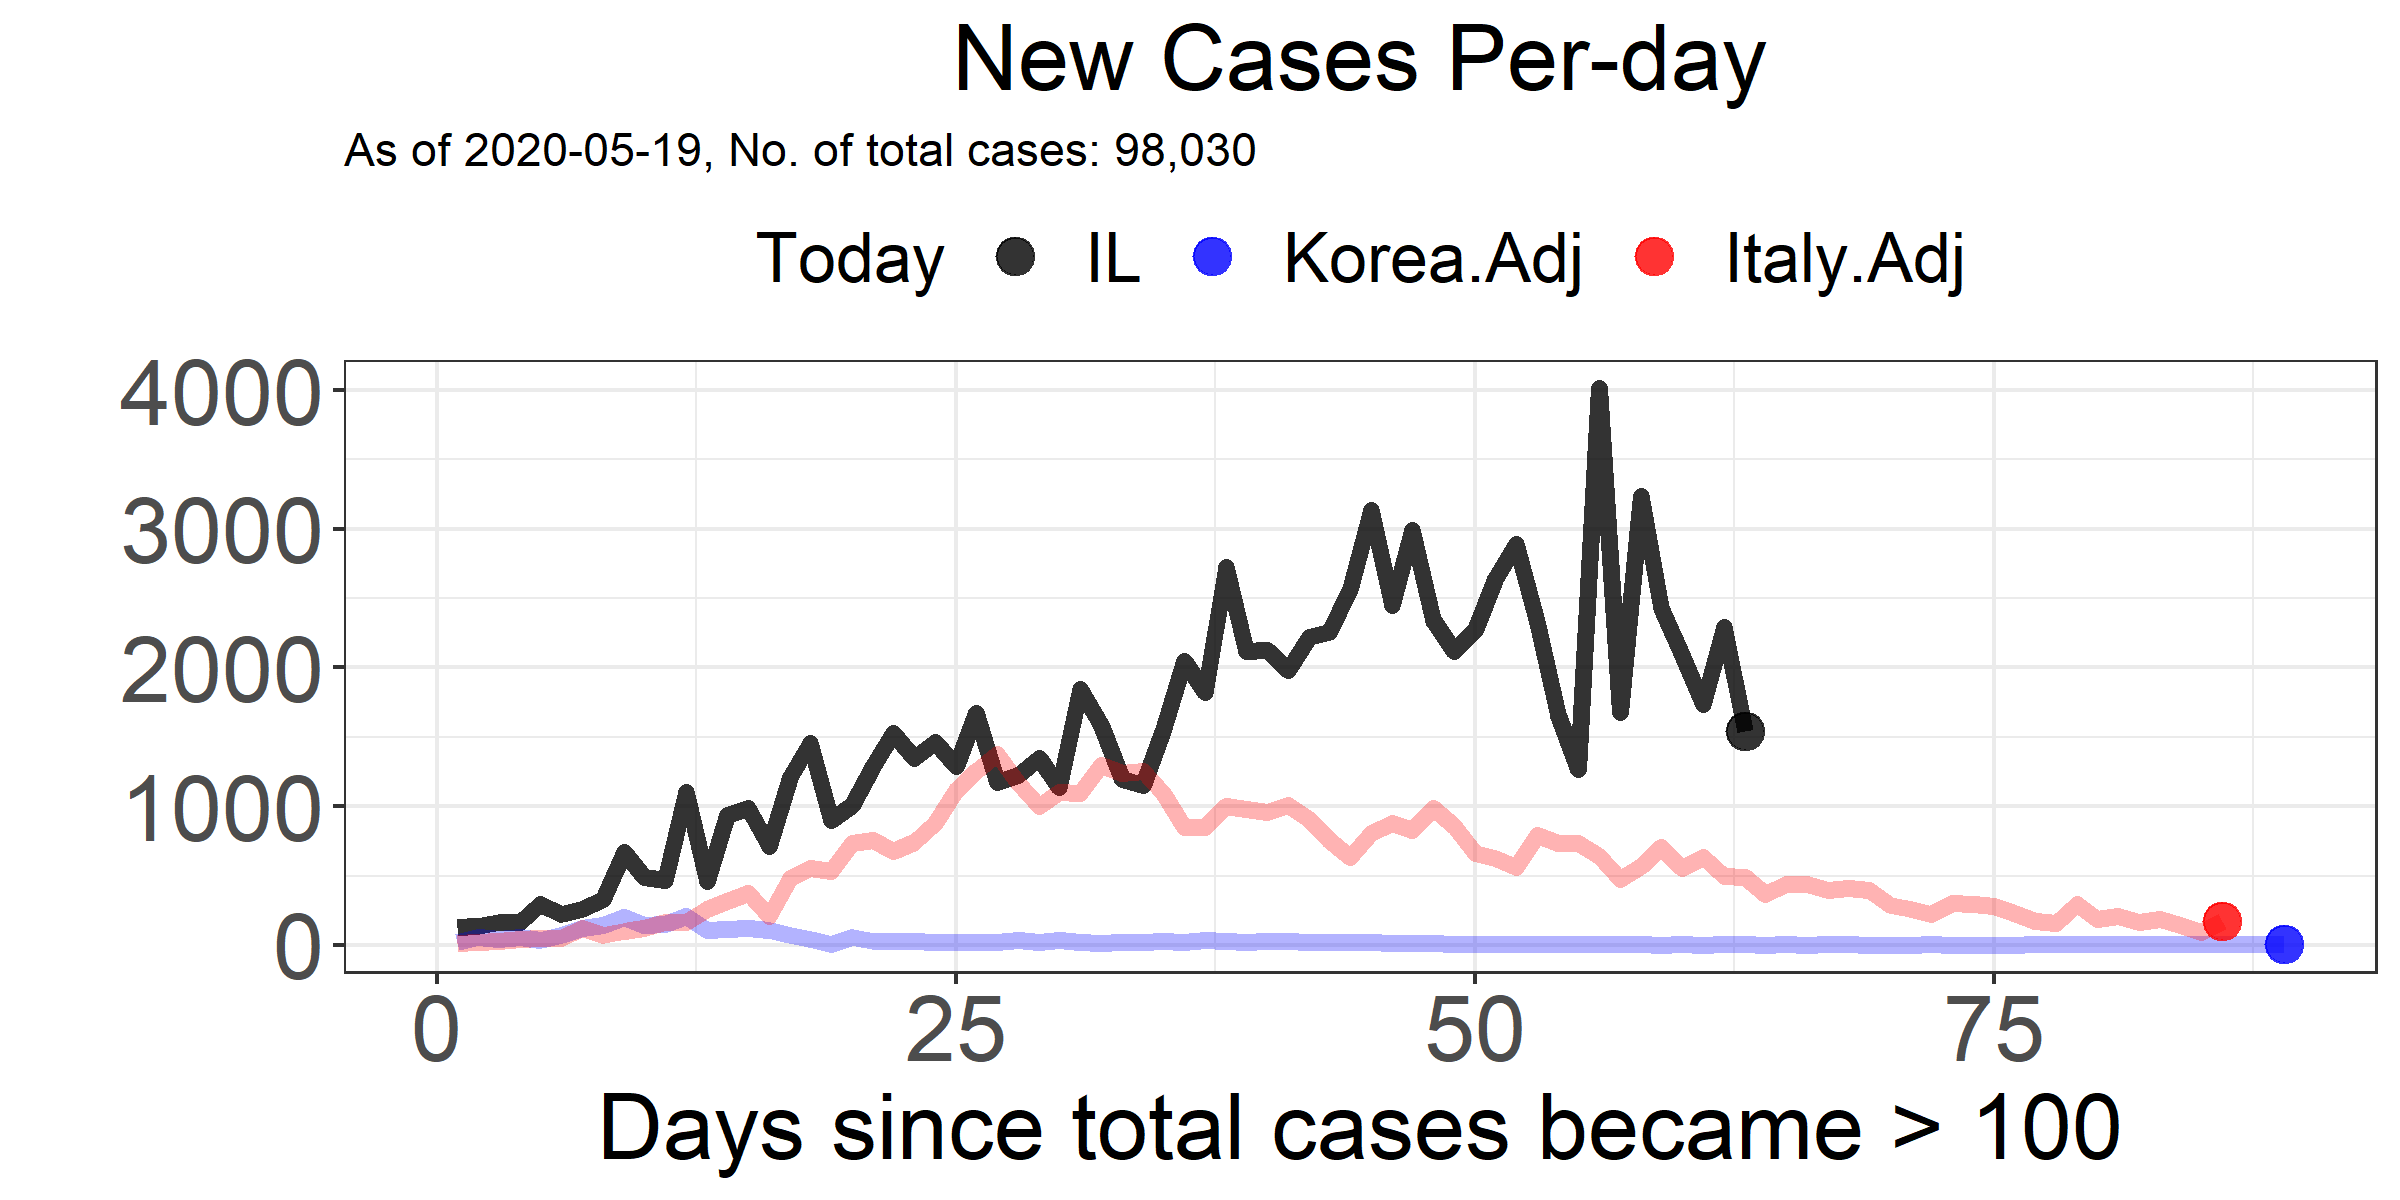 New Cases Per-day
As of 2020-05-19, No. of total cases: 98,030
Today IL Korea.Adj Italy.Adj
4000
3000
2000
1000
0
0 25 50 75
Days since total cases became > 100